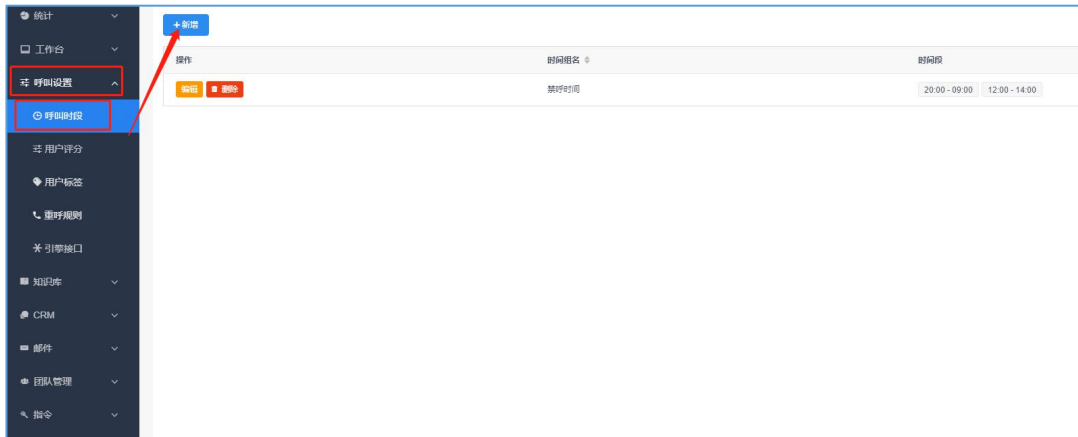 统计
工作台
呼叫设置
呼叫时段
用户评分
用户标签
重呼规则
引擎接口
知识库
CRM
邮件
团队管理
指令
+新增
操作 时间组名 时间段
编辑 删除 禁呼时间 20:00 - 09:00 12:00 - 14:00